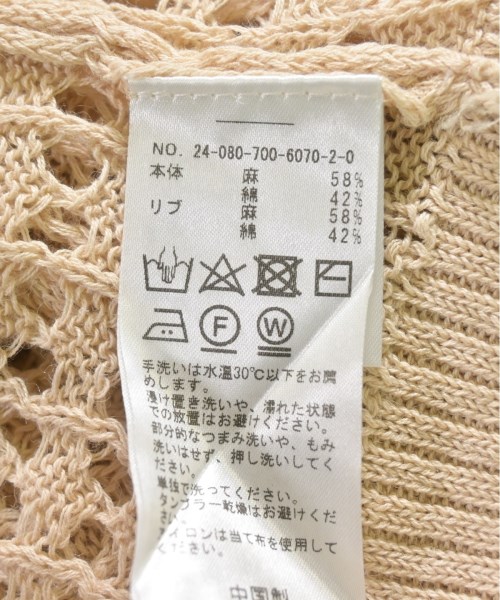 NO. 24-080-700-6070-2-0
本体 麻 58%
綿 42%
リブ 麻 58%
綿 42%
F W
手洗いは水温30℃以下をお薦
めします。
浸け置き洗いや、濡れた状態
での放置はお避けください。
部分的なつまみ洗いや、もみ
洗いはせず、押し洗いしてく
ださい。
単独で洗ってください。
タンブラー乾燥はお避けくだ
さ
アイロンは当て布を使用して
ください。
中国製